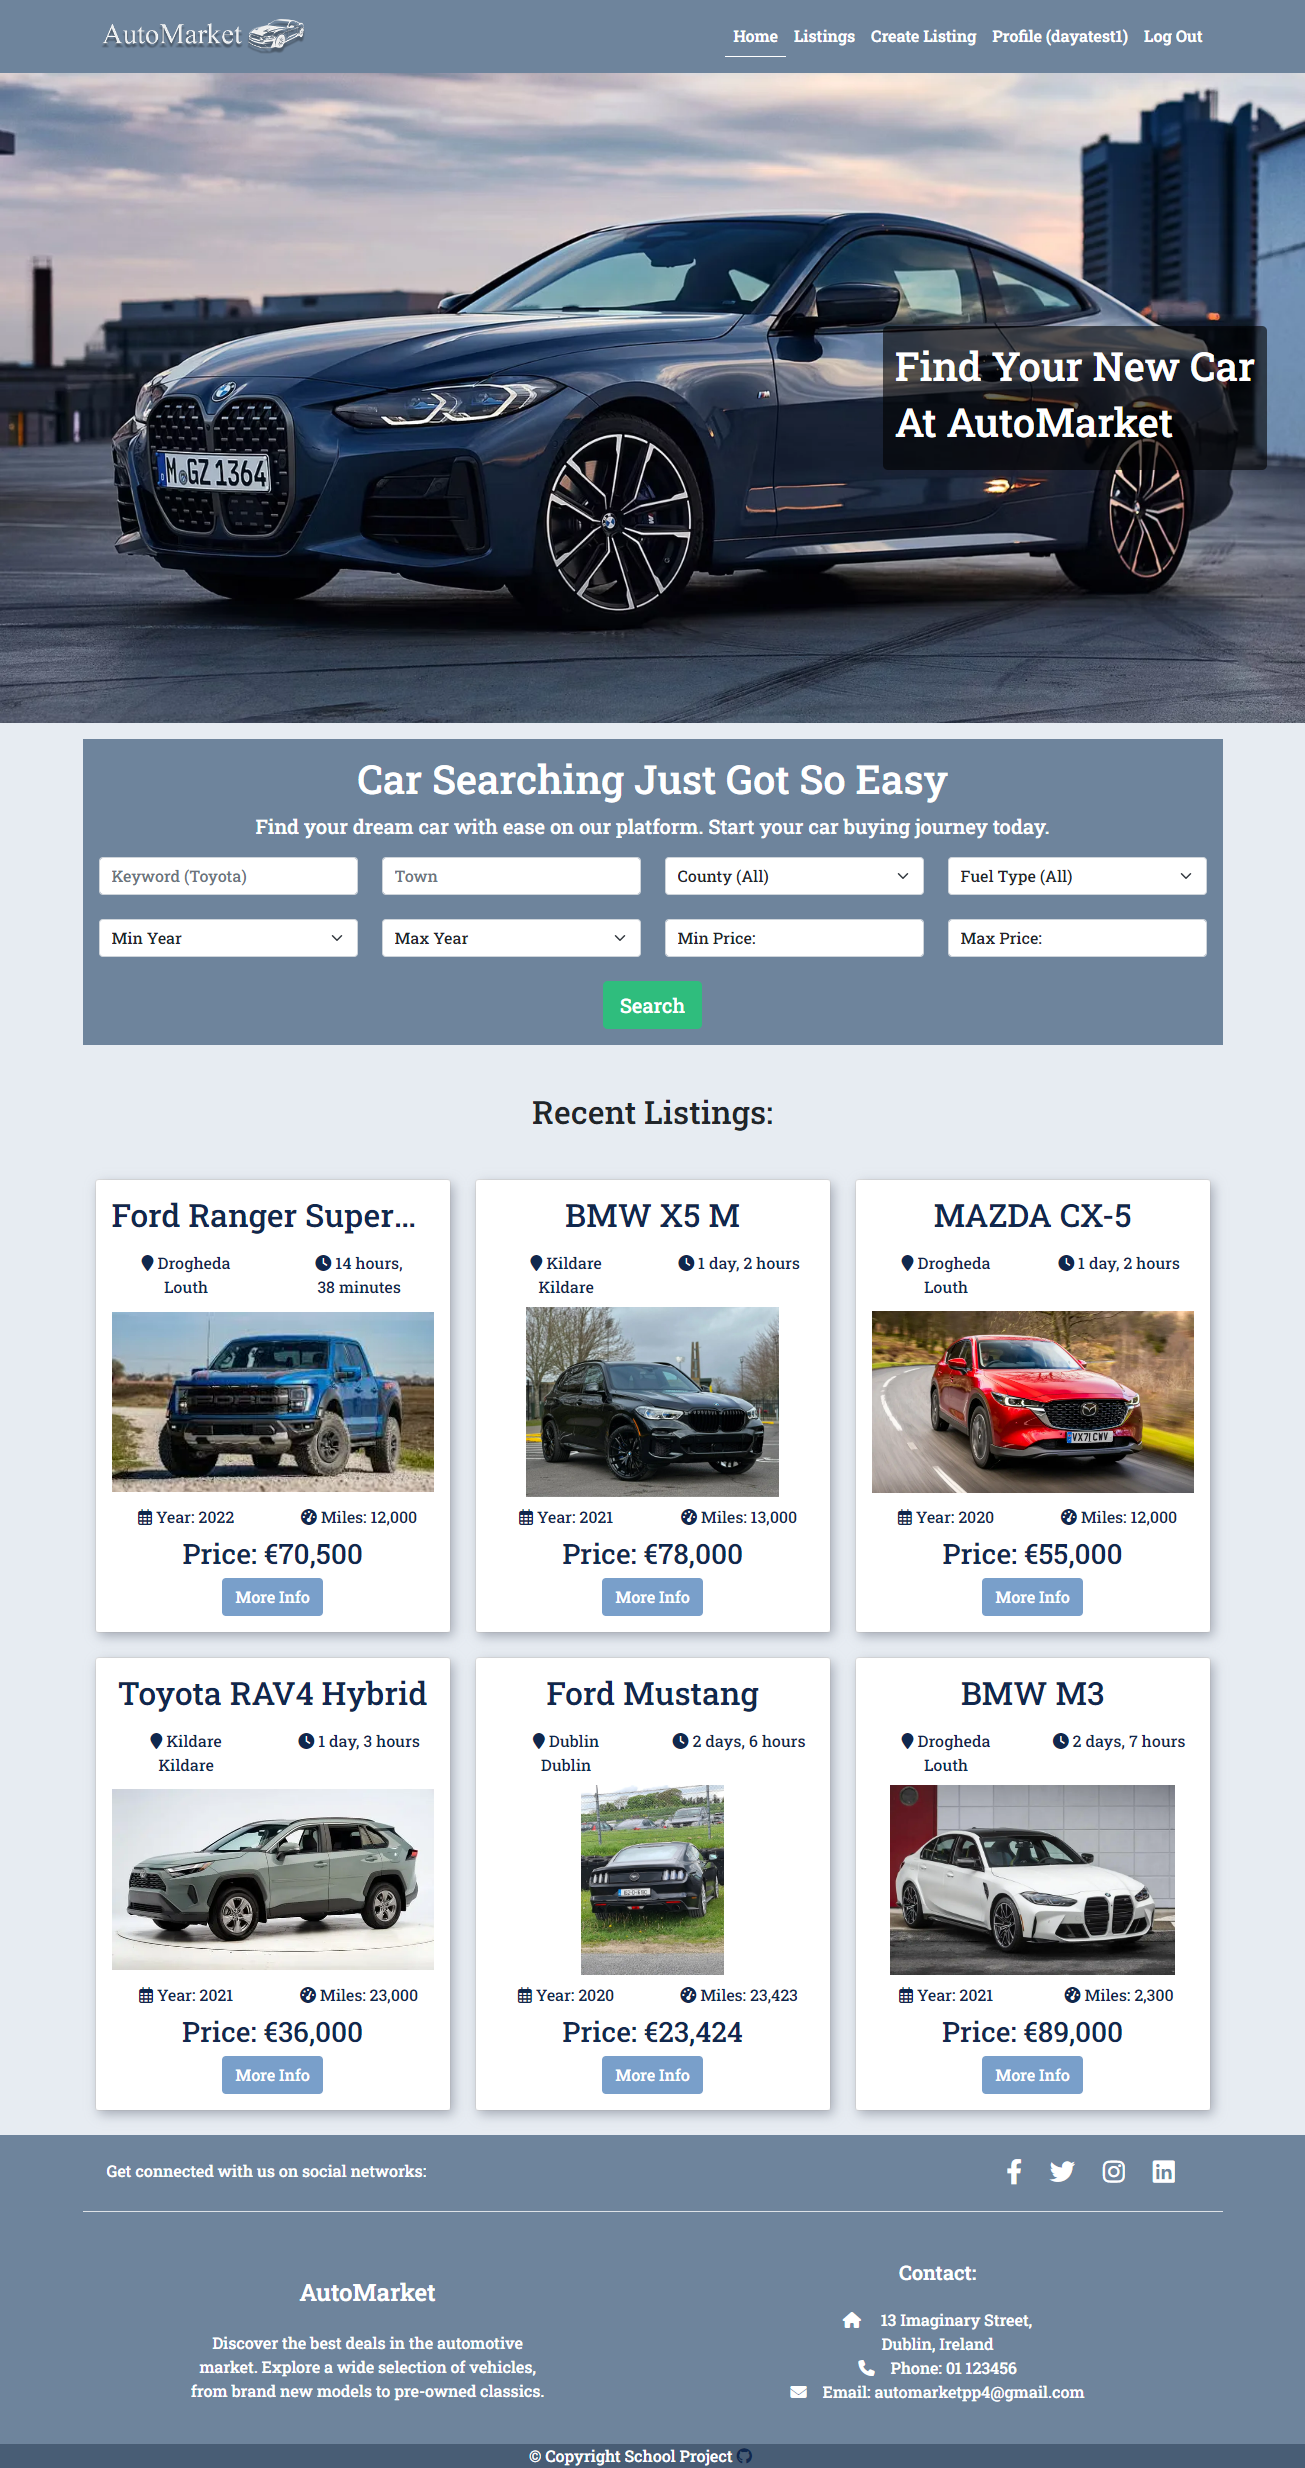 AutoMarket
Home Listings Create Listing Profile (dayatest1) Log Out
Find Your New Car
At AutoMarket
M GZ 1364
Car Searching Just Got So Easy
Find your dream car with ease on our platform. Start your car buying journey today.
Keyword (Toyota) Town County (All) Fuel Type (All)
Min Year Max Year Min Price: Max Price:
Search
Recent Listings:
Ford Ranger Super...
Drogheda
Louth
14 hours,
38 minutes
FORD
Year: 2022 Miles: 12,000
Price: €70,500
More Info
BMW X5 M
Kildare
Kildare
1 day, 2 hours
Year: 2021 Miles: 13,000
Price: €78,000
More Info
MAZDA CX-5
Drogheda
Louth
1 day, 2 hours
VX71 CWV
Year: 2020 Miles: 12,000
Price: €55,000
More Info
Toyota RAV4 Hybrid
Kildare
Kildare
1 day, 3 hours
Year: 2021 Miles: 23,000
Price: €36,000
More Info
Ford Mustang
Dublin
Dublin
2 days, 6 hours
Year: 2020 Miles: 23,423
Price: €23,424
More Info
BMW M3
Drogheda
Louth
2 days, 7 hours
Year: 2021 Miles: 2,300
Price: €89,000
More Info
Get connected with us on social networks:
AutoMarket
Discover the best deals in the automotive
market. Explore a wide selection of vehicles,
from brand new models to pre-owned classics.
Contact:
13 Imaginary Street,
Dublin, Ireland
Phone: 01 123456
Email: automarketpp4@gmail.com
© Copyright School Project